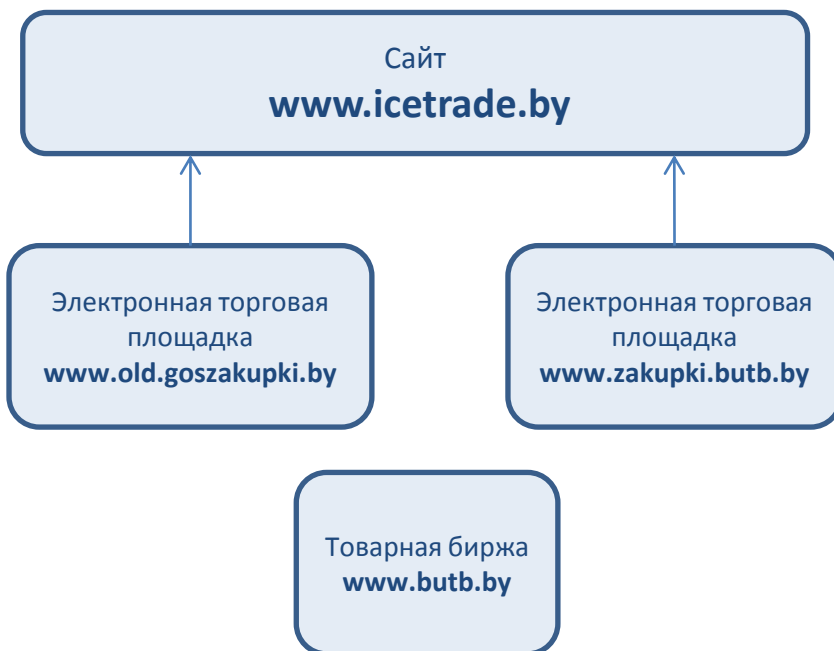 Сайт
www.icetrade.by
Электронная торговая
площадка
www.old.goszakupki.by
Электронная торговая
площадка
www.zakupki.butb.by
Товарная биржа
www.butb.by